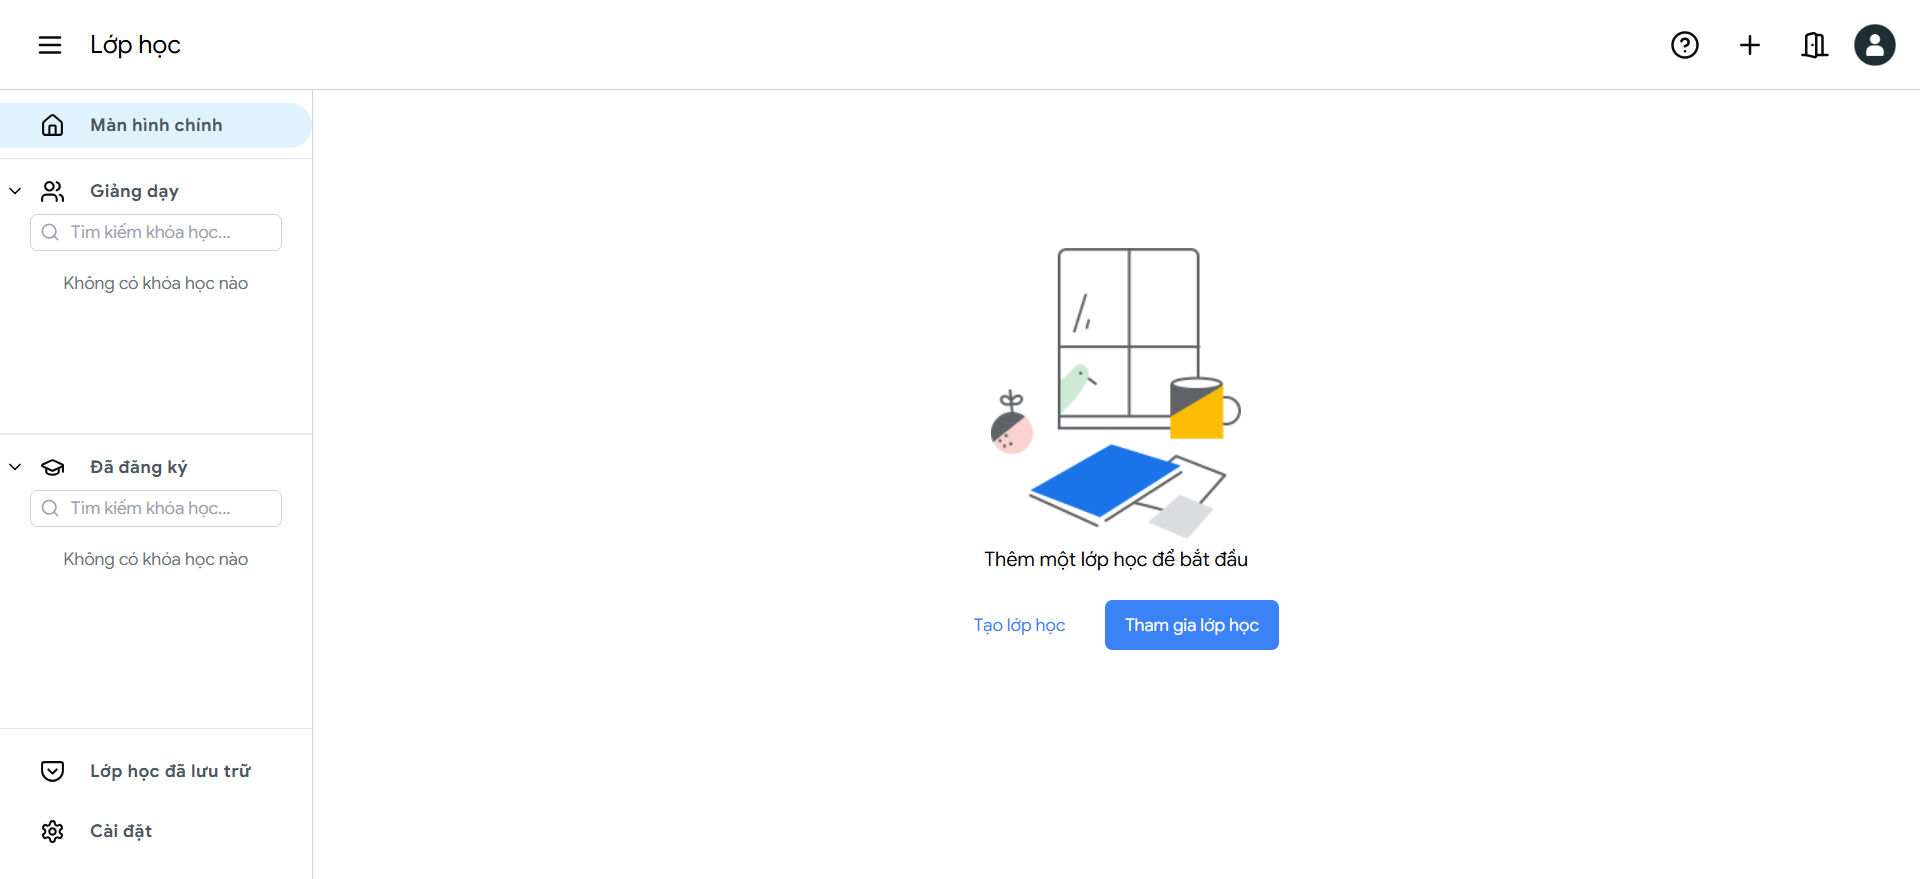 Lớp học
Màn hình chính
Giảng dạy
Tìm kiếm khóa học...
Không có khóa học nào
Đã đăng ký
Tìm kiếm khóa học...
Không có khóa học nào
Lớp học đã lưu trữ
Cài đặt
Thêm một lớp học để bắt đầu
Tạo lớp học
Tham gia lớp học